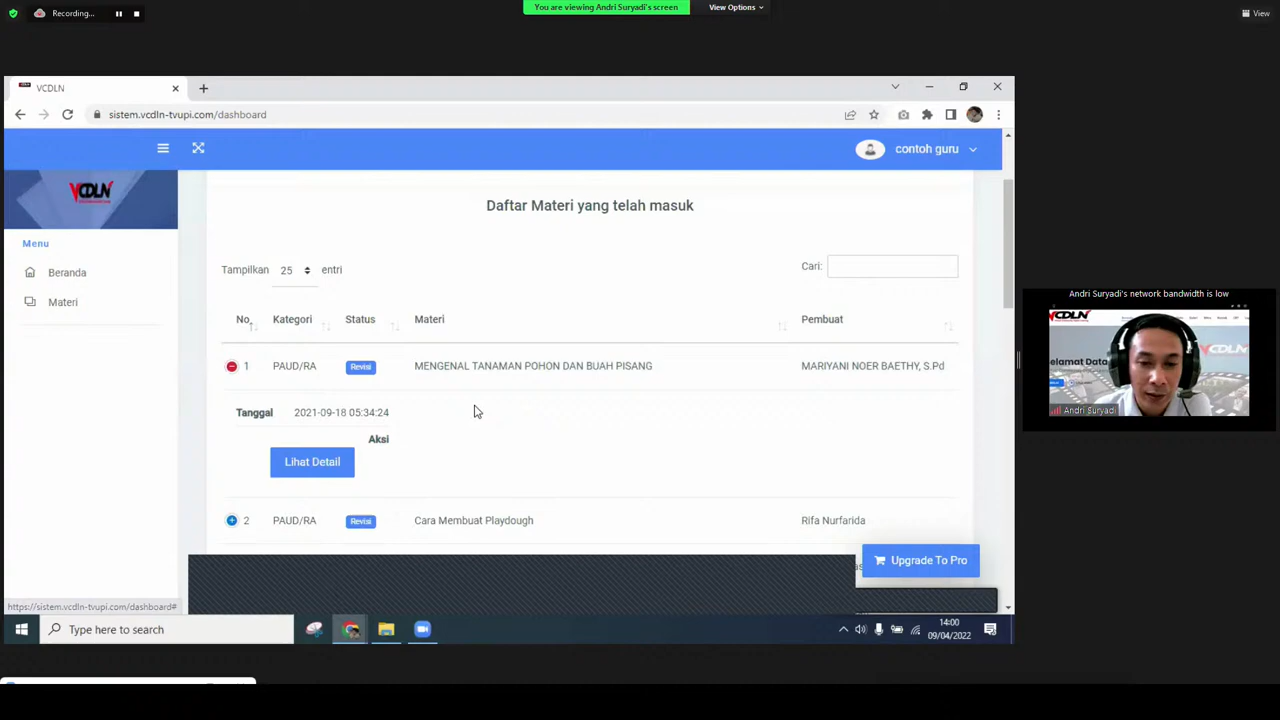 Recording...
You are viewing Andri Suryadi's screen
View Options
View
VCDLN
sistem.vcdln-tvupi.com/dashboard
contoh guru
VCDLN
Menu
Beranda
Materi
Daftar Materi yang telah masuk
Tampilkan 25 entri
Cari:
No Kategori Status Materi Pembuat
1 PAUD/RA Revisi MENGENAL TANAMAN POHON DAN BUAH PISANG MARIYANI NOER BAETHY, S.Pd
Tanggal 2021-09-18 05:34:24
Aksi
Lihat Detail
2 PAUD/RA Revisi Cara Membuat Playdough Rifa Nurfarida
Upgrade To Pro
https://sistem.vcdln-tvupi.com/dashboard#
Type here to search
14:00
09/04/2022
Andri Suryadi's network bandwidth is low
VCDLN
Andri Suryadi